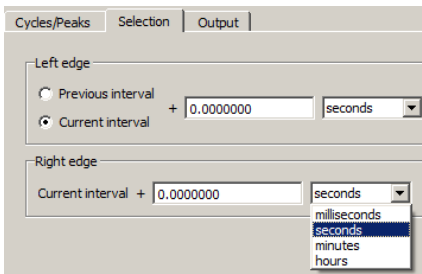 Cycles/Peaks Selection Output
Left edge
Previous interval
+ 0.0000000 seconds
Current interval
Right edge
Current interval + 0.0000000 seconds
milliseconds
seconds
minutes
hours